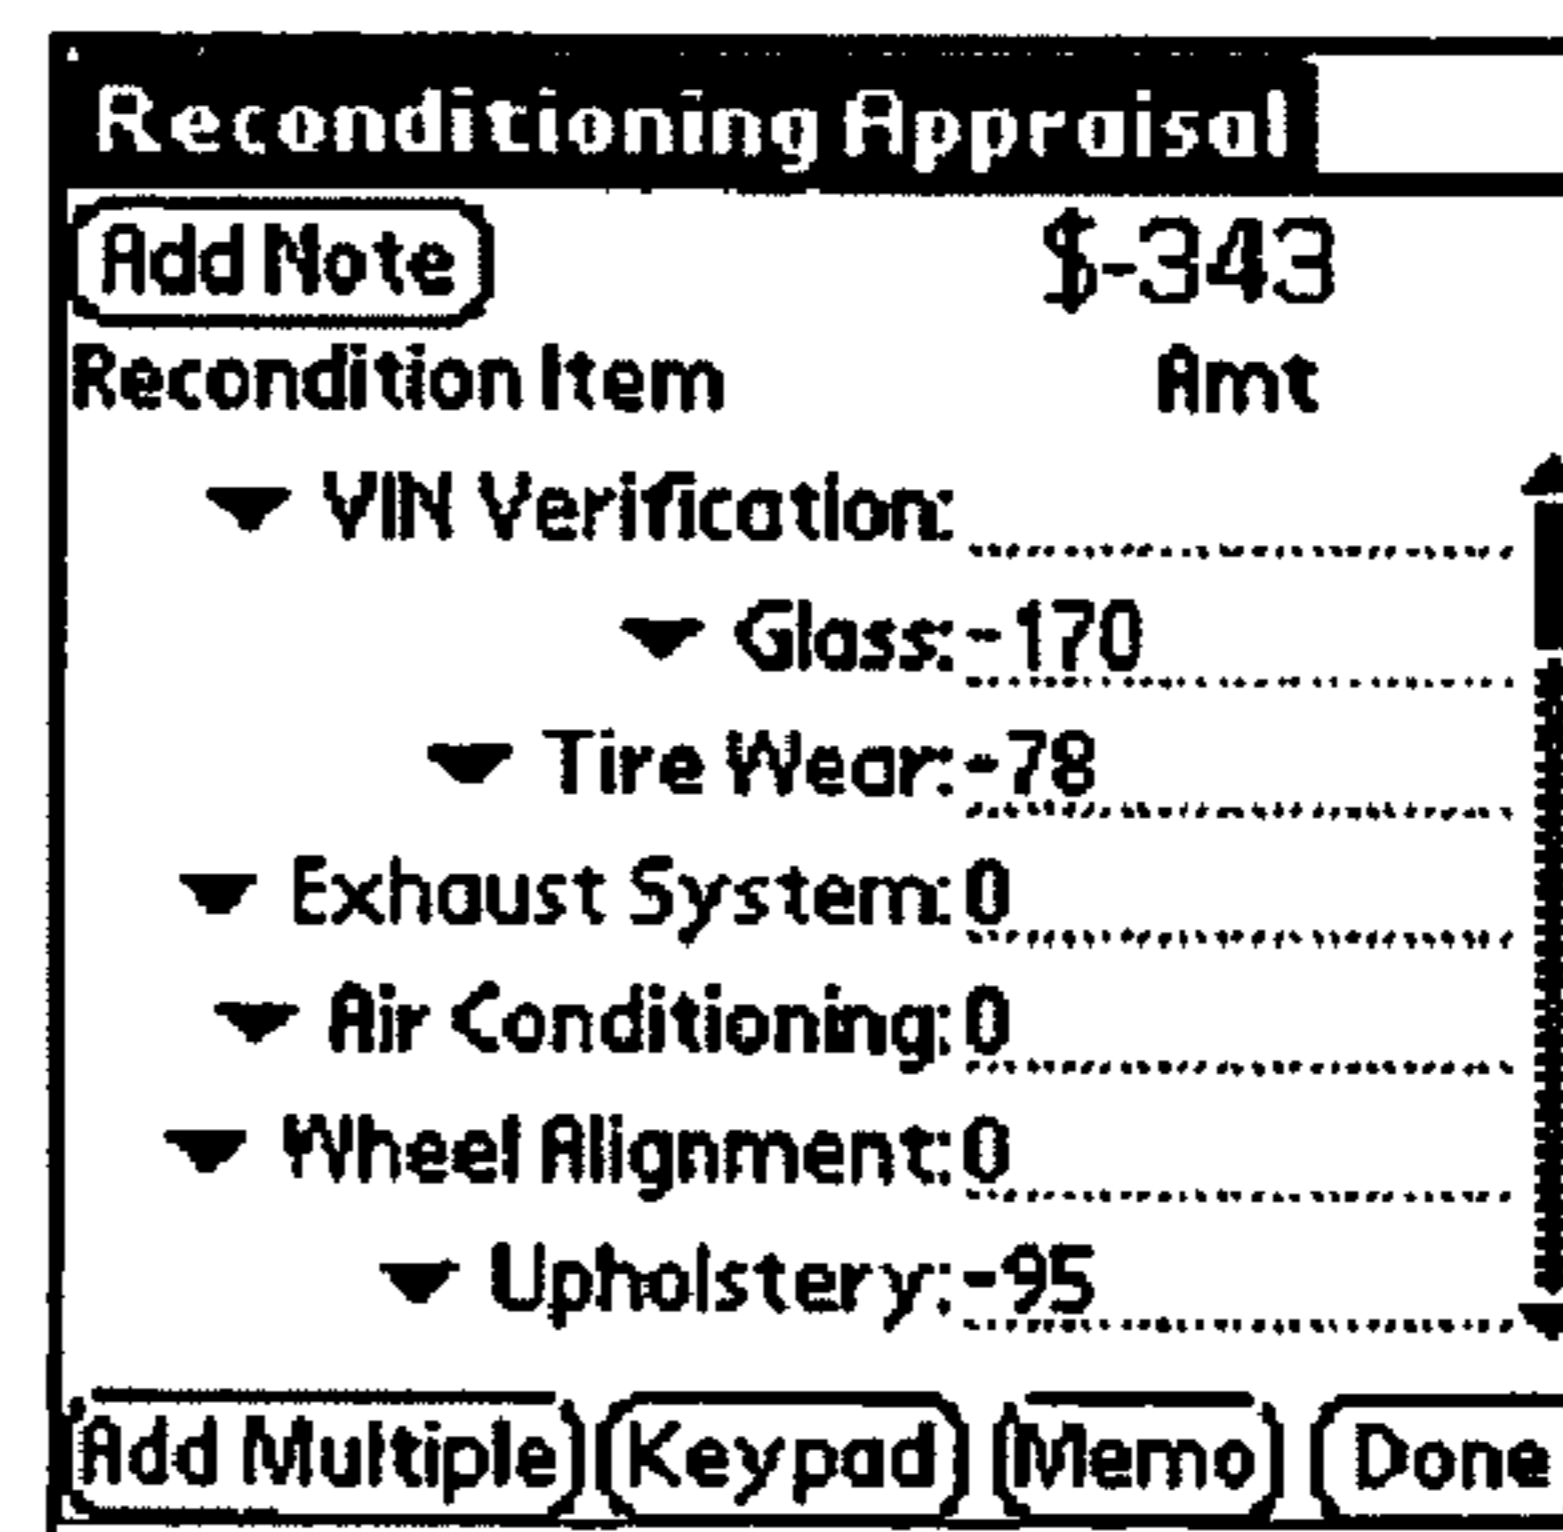 Reconditioning Appraisal
Add Note $-343
Recondition Item Amt
VIN Verification:
Glass: -170
Tire Wear: -78
Exhaust System: 0
Air Conditioning: 0
Wheel Alignment: 0
Upholstery: -95
Add Multiple Keypad Memo Done